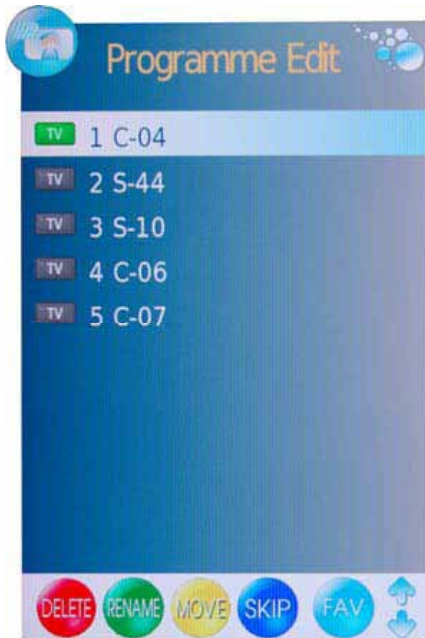 Programme Edit
TV 1 C-04
TV 2 S-44
TV 3 S-10
TV 4 C-06
TV 5 C-07
DELETE RENAME MOVE SKIP FAV